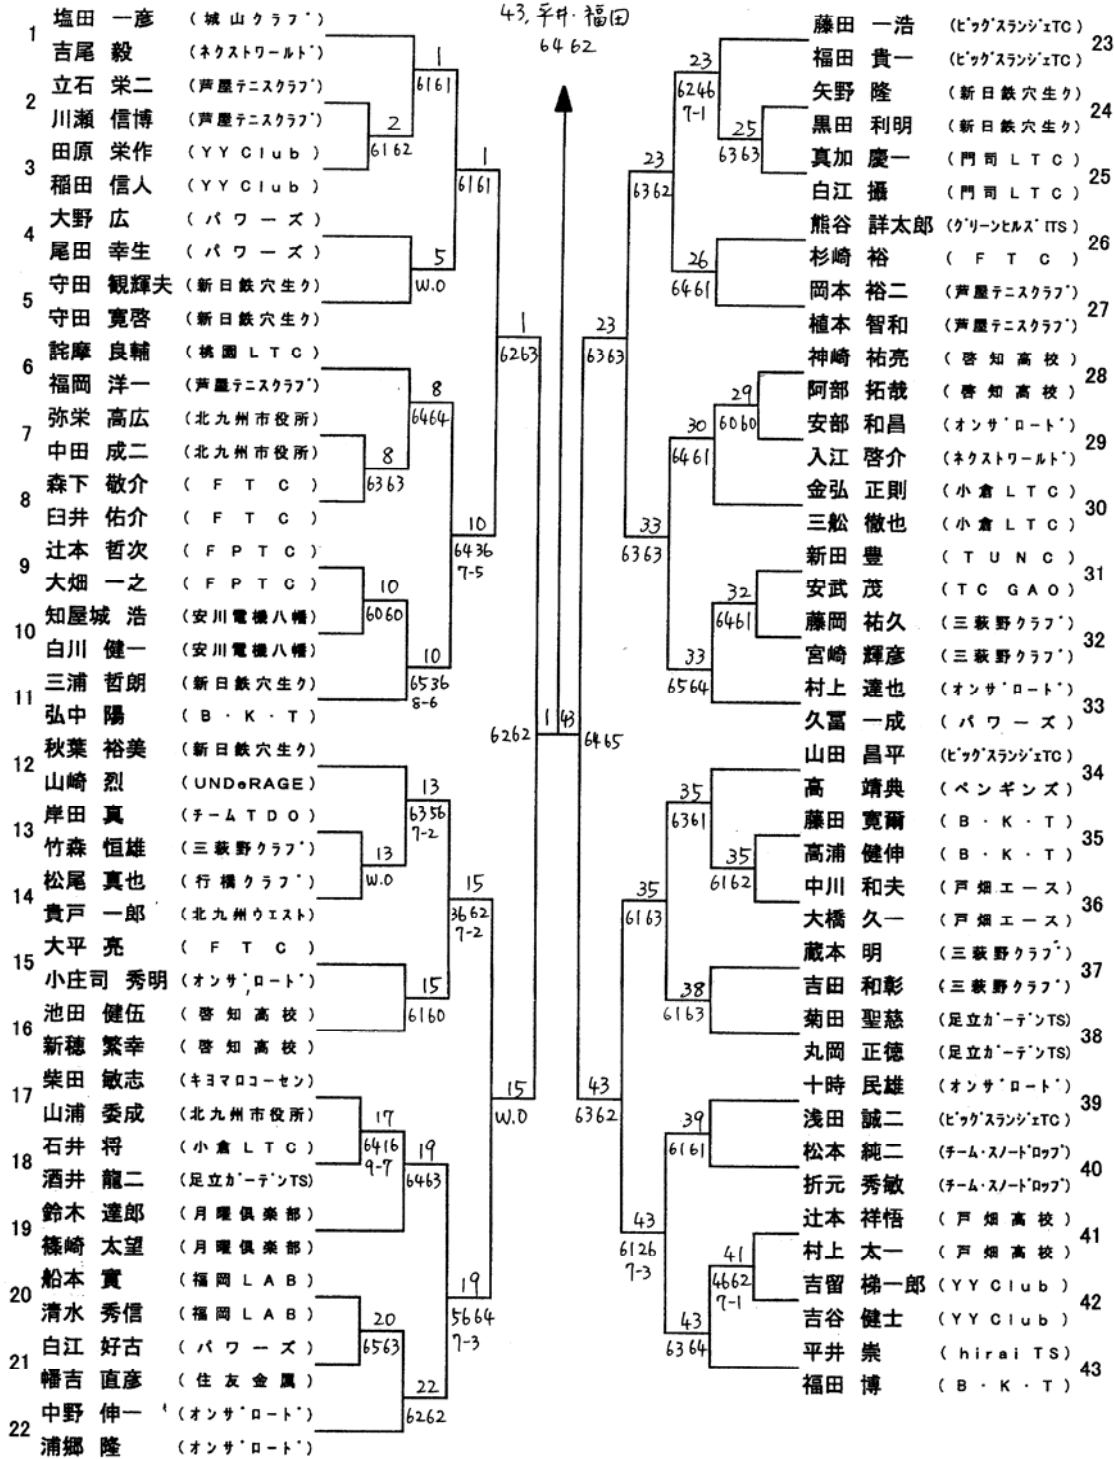 43, 平井・福田
64 62
1 塩田 一彦 (城山クラブ)
吉尾 毅 (ネクストワールド)
2 立石 栄二 (芦屋テニスクラブ)
川瀬 信博 (芦屋テニスクラブ)
3 田原 栄作 (YY Club)
稲田 信人 (YY Club)
4 大野 広 (パワーズ)
尾田 幸生 (パワーズ)
5 守田 観輝夫 (新日鉄穴生ク)
守田 寛啓 (新日鉄穴生ク)
6 詫摩 良輔 (桃園LTC)
福岡 洋一 (芦屋テニスクラブ)
7 弥栄 高広 (北九州市役所)
中田 成二 (北九州市役所)
8 森下 敬介 (FTC)
臼井 佑介 (FTC)
9 辻本 哲次 (FPTC)
大畑 一之 (FPTC)
10 知屋城 浩 (安川電機八幡)
白川 健一 (安川電機八幡)
11 三浦 哲朗 (新日鉄穴生ク)
弘中 陽 (B・K・T)
12 秋葉 裕美 (新日鉄穴生ク)
山崎 烈 (UNDeRAGE)
13 岸田 真 (チームTDO)
竹森 恒雄 (三萩野クラブ)
14 松尾 真也 (行橋クラブ)
貴戸 一郎 (北九州ウエスト)
15 大平 亮 (FTC)
小庄司 秀明 (オンザロード)
16 池田 健伍 (啓知高校)
新穂 繁幸 (啓知高校)
17 柴田 敏志 (キヨマロコーセン)
山浦 委成 (北九州市役所)
18 石井 将 (小倉LTC)
酒井 龍二 (足立ガーデンTS)
19 鈴木 達郎 (月曜倶楽部)
篠崎 太望 (月曜倶楽部)
20 船本 實 (福岡LAB)
清水 秀信 (福岡LAB)
21 白江 好古 (パワーズ)
幡吉 直彦 (住友金属)
22 中野 伸一 (オンザロード)
浦郷 隆 (オンザロード)
1
6161
2
6162
1
6161
5
W.O
1
6263
8
6464
8
6363
10
6436
7-5
10
6060
10
6536
8-6
1
6262
13
6356
7-2
13
W.O
15
3662
7-2
15
6160
15
W.O
17
6416
9-7
19
6463
19
5664
7-3
20
6563
22
6262
43
6465
23
6246
7-1
25
6363
23
6362
26
6461
23
6363
29
6060
30
6461
33
6363
32
6461
33
6564
35
6361
35
6162
35
6163
38
6163
43
6362
39
6161
43
6126
7-3
41
4662
7-1
43
6364
藤田 一浩 (ビッグスランジェTC) 23
福田 貴一 (ビッグスランジェTC)
矢野 隆 (新日鉄穴生ク) 24
黒田 利明 (新日鉄穴生ク)
真加 慶一 (門司LTC) 25
白江 攝 (門司LTC)
熊谷 詳太郎 (グリーンヒルズITS) 26
杉崎 裕 (FTC)
岡本 裕二 (芦屋テニスクラブ) 27
植本 智和 (芦屋テニスクラブ)
神崎 祐亮 (啓知高校) 28
阿部 拓哉 (啓知高校)
安部 和昌 (オンザロード) 29
入江 啓介 (ネクストワールド)
金弘 正則 (小倉LTC) 30
三舩 徹也 (小倉LTC)
新田 豊 (TUNC) 31
安武 茂 (TC GAO)
藤岡 祐久 (三萩野クラブ) 32
宮崎 輝彦 (三萩野クラブ)
村上 達也 (オンザロード) 33
久冨 一成 (パワーズ)
山田 昌平 (ビッグスランジェTC) 34
高 靖典 (ペンギンズ)
藤田 寛爾 (B・K・T) 35
高浦 健伸 (B・K・T)
中川 和夫 (戸畑エース) 36
大橋 久一 (戸畑エース)
蔵本 明 (三萩野クラブ) 37
吉田 和彰 (三萩野クラブ)
菊田 聖慈 (足立ガーデンTS) 38
丸岡 正徳 (足立ガーデンTS)
十時 民雄 (オンザロード) 39
浅田 誠二 (ビッグスランジェTC)
松本 純二 (チーム・スノードロップ) 40
折元 秀敏 (チーム・スノードロップ)
辻本 祥悟 (戸畑高校) 41
村上 太一 (戸畑高校)
吉留 梯一郎 (YY Club) 42
吉谷 健士 (YY Club)
平井 崇 (hirai TS) 43
福田 博 (B・K・T)